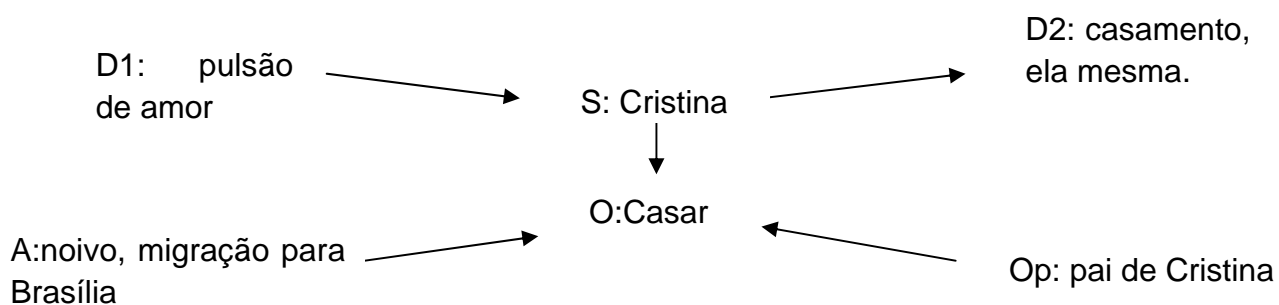 D1: pulsão
de amor
S: Cristina
D2: casamento,
ela mesma.
O:Casar
A:noivo, migração para
Brasília
Op: pai de Cristina